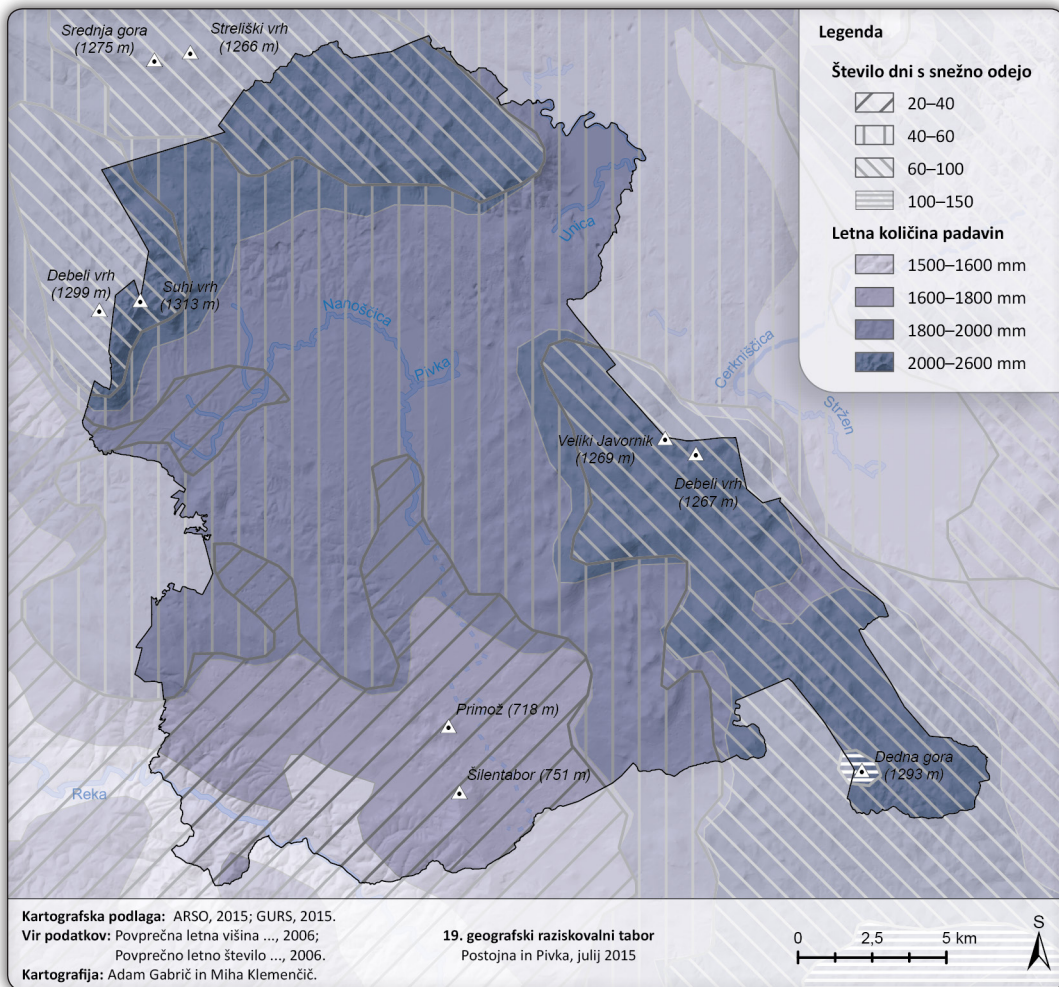 Srednja gora
(1275 m)
Streliški vrh
(1266 m)
Debeli vrh
(1299 m)
Suhi vrh
(1313 m)
Unica
Nanoščica
Pivka
Cerkniščica
Stržen
Veliki Javornik
(1269 m)
Debeli vrh
(1267 m)
Primož (718 m)
Šilentabor (751 m)
Dedna gora
(1293 m)
Reka
Legenda
Število dni s snežno odejo
20–40
40–60
60–100
100–150
Letna količina padavin
1500–1600 mm
1600–1800 mm
1800–2000 mm
2000–2600 mm
Kartografska podlaga: ARSO, 2015; GURS, 2015.
Vir podatkov: Povprečna letna višina ..., 2006;
Povprečno letno število ..., 2006.
Kartografija: Adam Gabrič in Miha Klemenčič.
19. geografski raziskovalni tabor
Postojna in Pivka, julij 2015
0 2,5 5 km
S